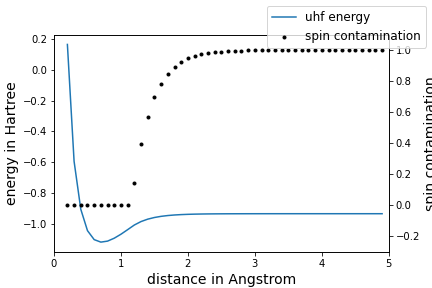 uhf energy
spin contamination
0.2
0.0
−0.2
−0.4
−0.6
−0.8
−1.0
energy in Hartree
1.0
0.8
0.6
0.4
0.2
0.0
−0.2
spin contamination
0 1 2 3 4 5
distance in Angstrom